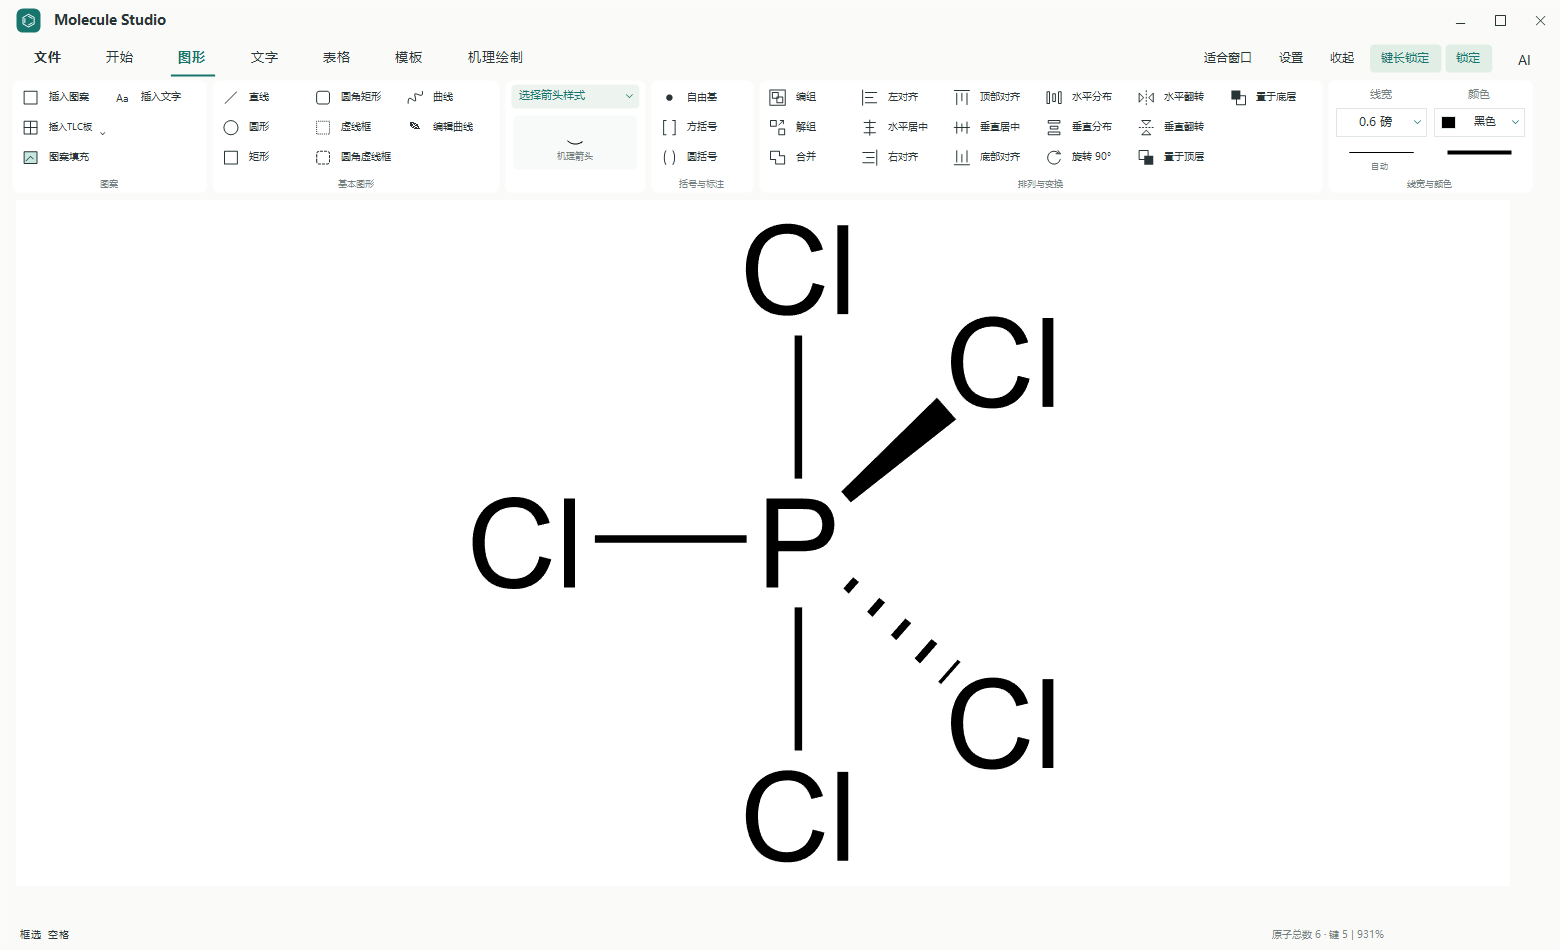 Molecule Studio
文件 开始 图形 文字 表格 模板 机理绘制 适合窗口 设置 收起 键长锁定 锁定 AI
插入图案 Aa 插入文字 直线 圆角矩形 曲线 选择箭头样式 自由基 编组 左对齐 顶部对齐 水平分布 水平翻转 置于底层 线宽 颜色
插入TLC板 圆形 虚线框 编辑曲线 方括号 解组 水平居中 垂直居中 垂直分布 垂直翻转 0.6 磅 黑色
图案填充 矩形 圆角虚线框 机理箭头 圆括号 合并 右对齐 底部对齐 旋转 90° 置于顶层 自动
图案 基本图形 括号与标注 排列与变换 线宽与颜色
Cl
Cl
Cl P
Cl
Cl
框选 空格 原子总数 6 · 键 5 | 931%